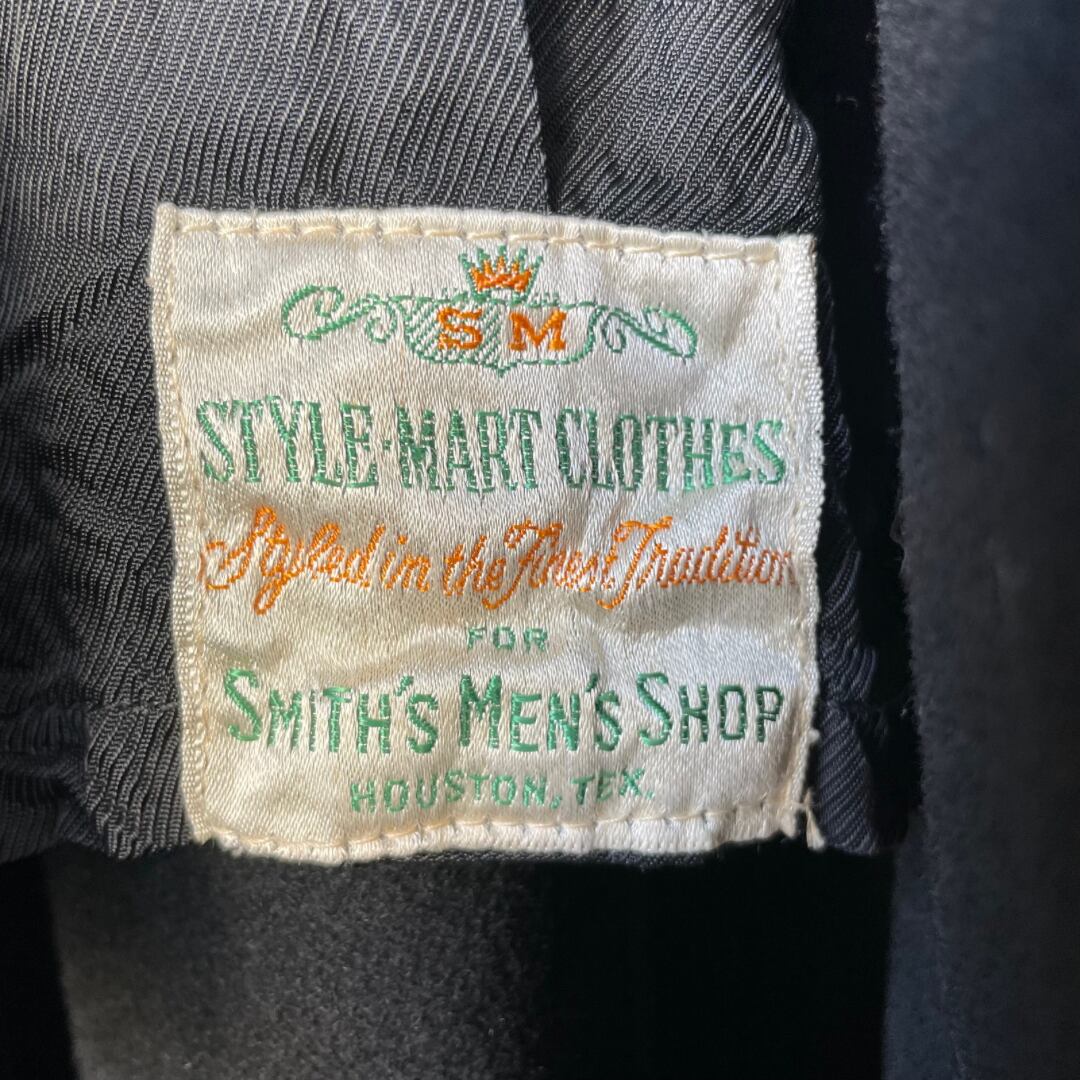 SM
STYLE-MART CLOTHES
Styled in the Finest Tradition
FOR
SMITH'S MEN'S SHOP
HOUSTON, TEX.